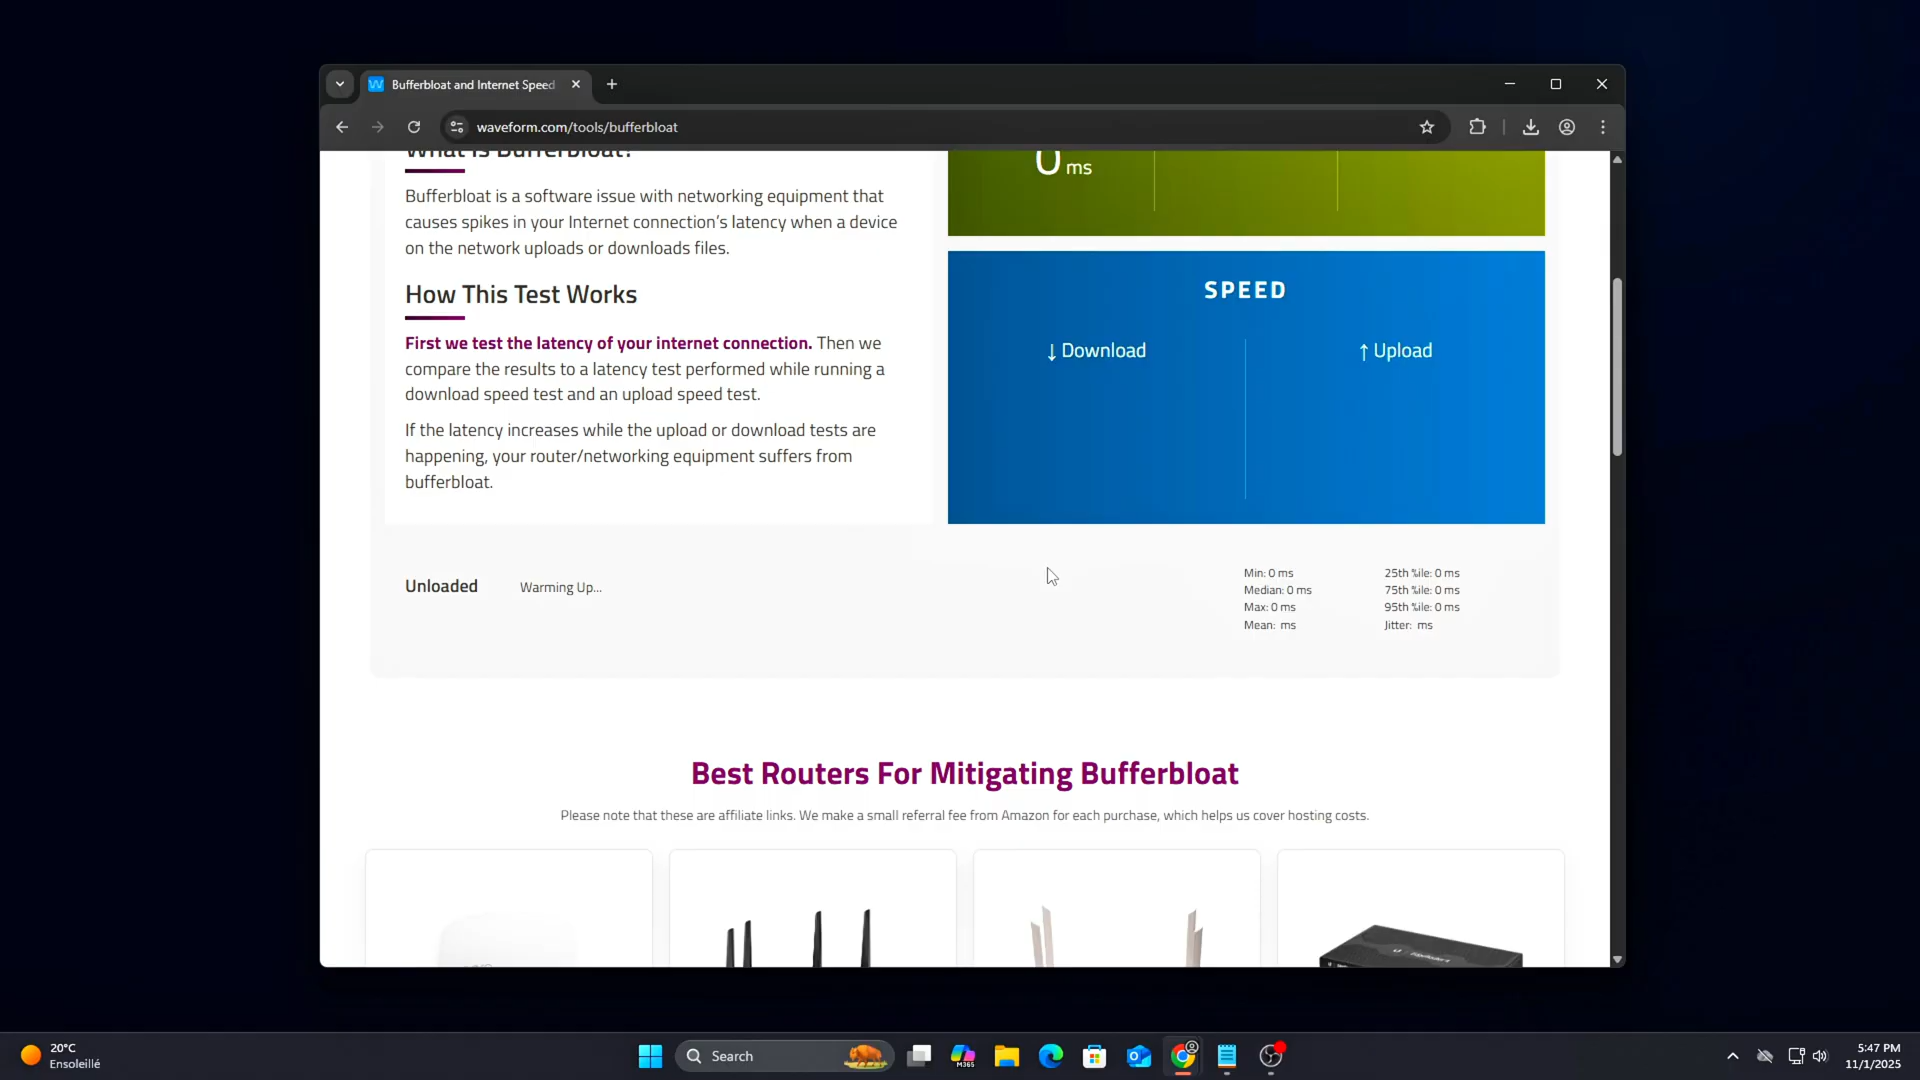 Bufferbloat and Internet Speed
waveform.com/tools/bufferbloat
What Is Bufferbloat?
Bufferbloat is a software issue with networking equipment that
causes spikes in your Internet connection's latency when a device
on the network uploads or downloads files.
How This Test Works
First we test the latency of your internet connection. Then we
compare the results to a latency test performed while running a
download speed test and an upload speed test.
If the latency increases while the upload or download tests are
happening, your router/networking equipment suffers from
bufferbloat.
0 ms
SPEED
↓ Download
↑ Upload
Unloaded
Warming Up...
Min: 0 ms
Median: 0 ms
Max: 0 ms
Mean: ms
25th %ile: 0 ms
75th %ile: 0 ms
95th %ile: 0 ms
Jitter: ms
Best Routers For Mitigating Bufferbloat
Please note that these are affiliate links. We make a small referral fee from Amazon for each purchase, which helps us cover hosting costs.
20°C
Ensoleillé
Search
M365
5:47 PM
11/1/2025